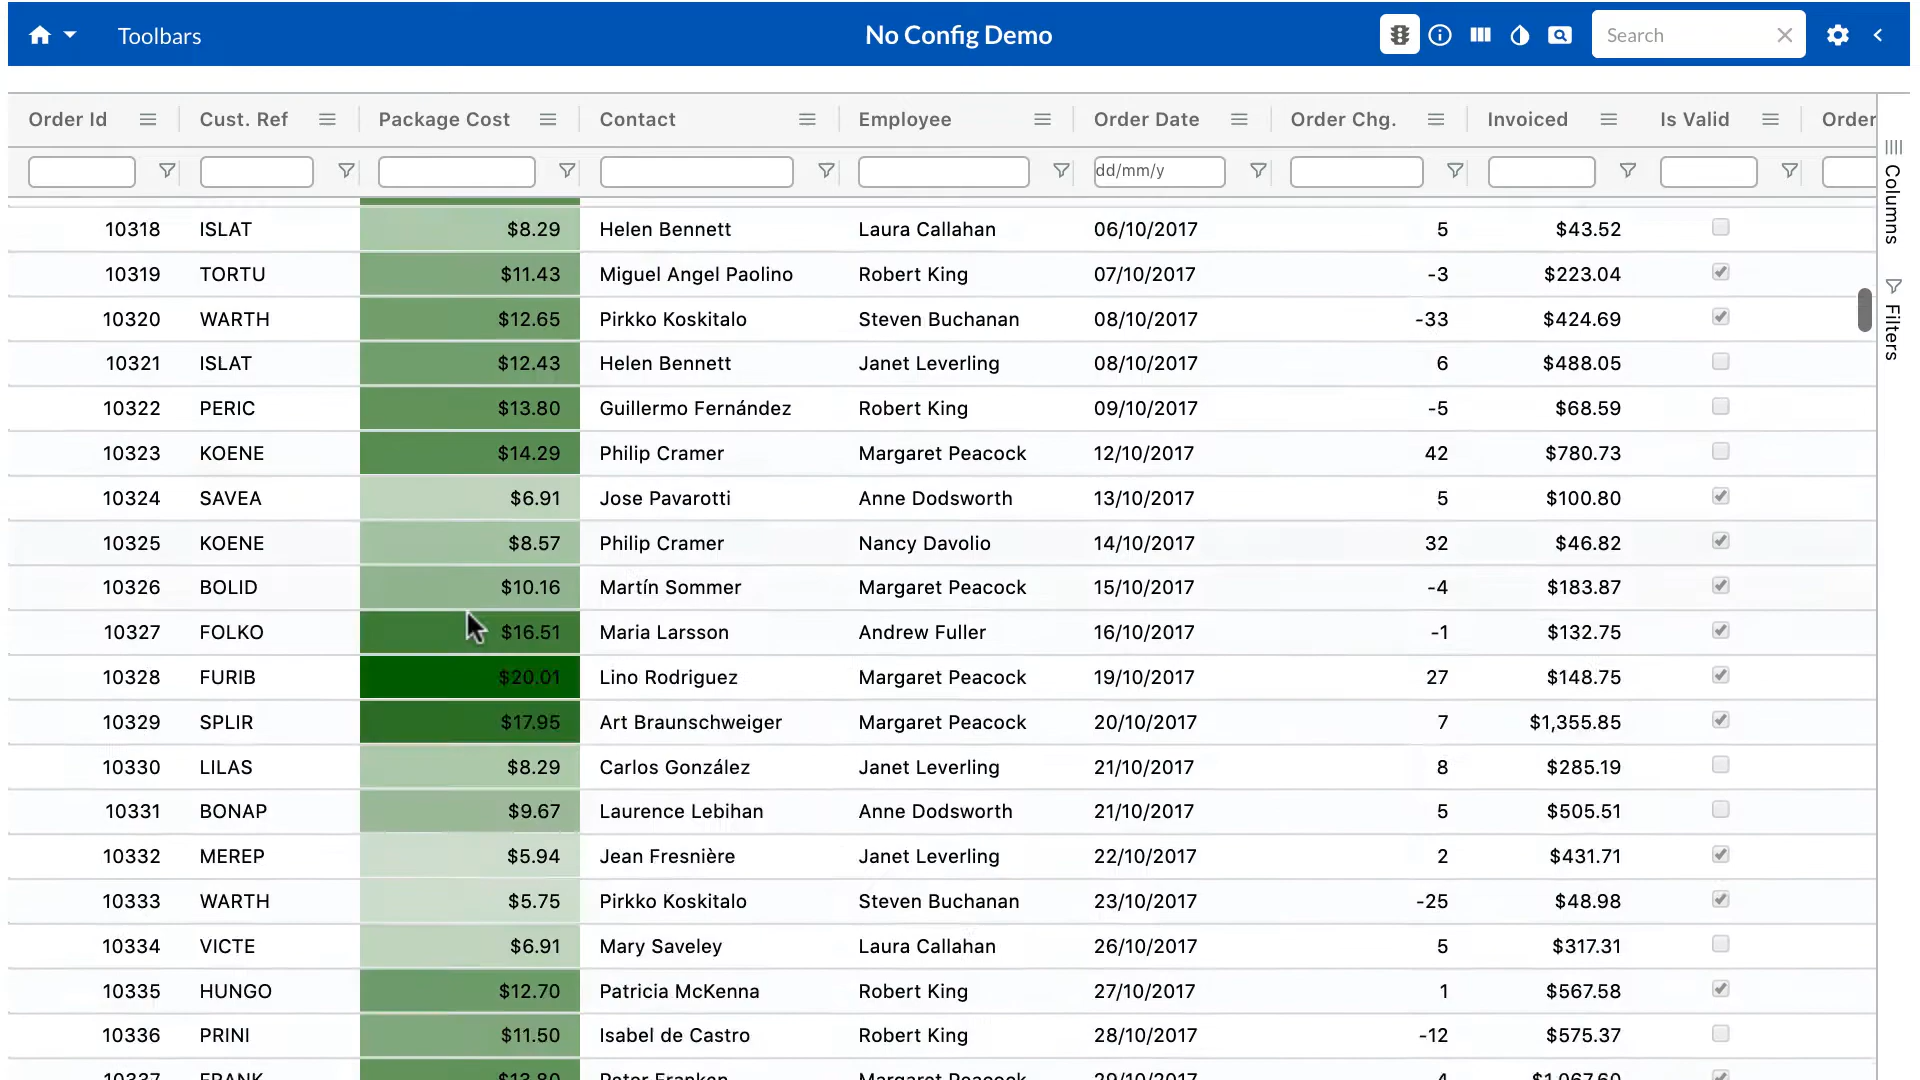 Toolbars No Config Demo Search
Order Id Cust. Ref Package Cost Contact Employee Order Date Order Chg. Invoiced Is Valid Order
dd/mm/y
10318 ISLAT $8.29 Helen Bennett Laura Callahan 06/10/2017 5 $43.52
10319 TORTU $11.43 Miguel Angel Paolino Robert King 07/10/2017 -3 $223.04
10320 WARTH $12.65 Pirkko Koskitalo Steven Buchanan 08/10/2017 -33 $424.69
10321 ISLAT $12.43 Helen Bennett Janet Leverling 08/10/2017 6 $488.05
10322 PERIC $13.80 Guillermo Fernández Robert King 09/10/2017 -5 $68.59
10323 KOENE $14.29 Philip Cramer Margaret Peacock 12/10/2017 42 $780.73
10324 SAVEA $6.91 Jose Pavarotti Anne Dodsworth 13/10/2017 5 $100.80
10325 KOENE $8.57 Philip Cramer Nancy Davolio 14/10/2017 32 $46.82
10326 BOLID $10.16 Martín Sommer Margaret Peacock 15/10/2017 -4 $183.87
10327 FOLKO $16.51 Maria Larsson Andrew Fuller 16/10/2017 -1 $132.75
10328 FURIB $20.01 Lino Rodriguez Margaret Peacock 19/10/2017 27 $148.75
10329 SPLIR $17.95 Art Braunschweiger Margaret Peacock 20/10/2017 7 $1,355.85
10330 LILAS $8.29 Carlos González Janet Leverling 21/10/2017 8 $285.19
10331 BONAP $9.67 Laurence Lebihan Anne Dodsworth 21/10/2017 5 $505.51
10332 MEREP $5.94 Jean Fresnière Janet Leverling 22/10/2017 2 $431.71
10333 WARTH $5.75 Pirkko Koskitalo Steven Buchanan 23/10/2017 -25 $48.98
10334 VICTE $6.91 Mary Saveley Laura Callahan 26/10/2017 5 $317.31
10335 HUNGO $12.70 Patricia McKenna Robert King 27/10/2017 1 $567.58
10336 PRINI $11.50 Isabel de Castro Robert King 28/10/2017 -12 $575.37
10337 FRANK $13.80 Peter Franken Margaret Peacock 29/10/2017 4 $1,067.60
Columns
Filters